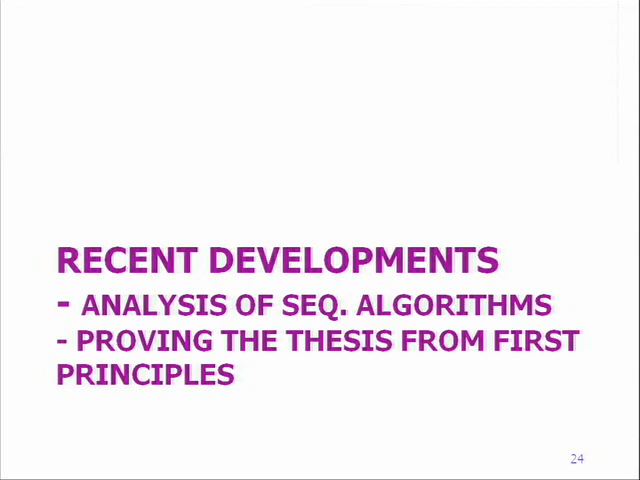 RECENT DEVELOPMENTS
- ANALYSIS OF SEQ. ALGORITHMS
- PROVING THE THESIS FROM FIRST
PRINCIPLES
24